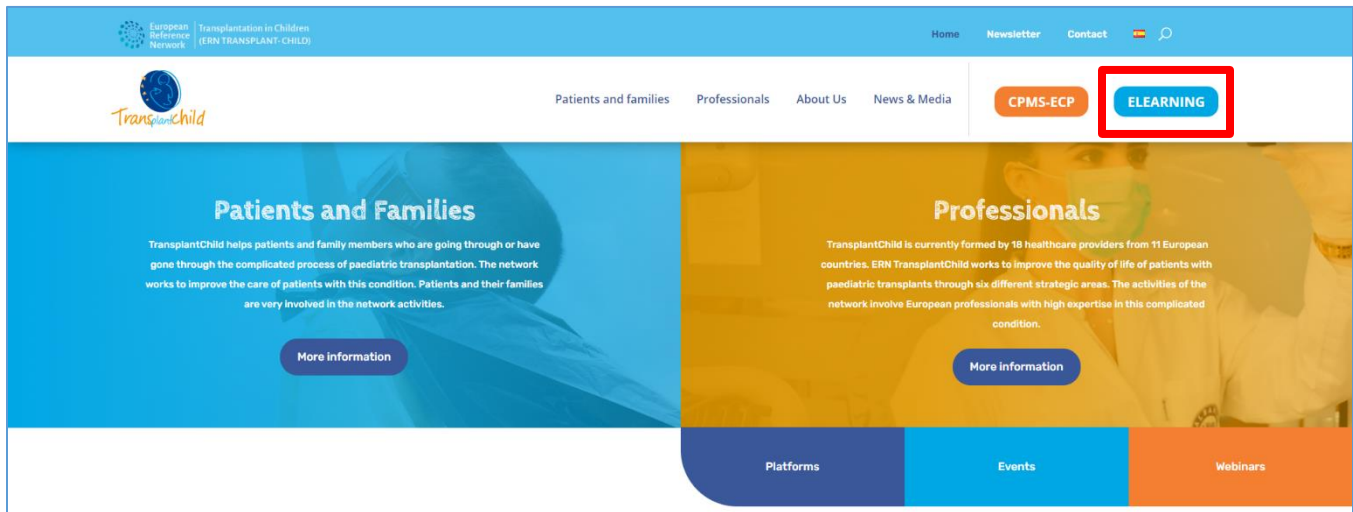 European
Reference
Network
Transplantation in Children
(ERN TRANSPLANT-CHILD)
Home Newsletter Contact
TransplantChild
Patients and families Professionals About Us News & Media CPMS-ECP ELEARNING
Patients and Families
TransplantChild helps patients and family members who are going through or have
gone through the complicated process of paediatric transplantation. The network
works to improve the care of patients with this condition. Patients and their families
are very involved in the network activities.
More information
Professionals
TransplantChild is currently formed by 18 healthcare providers from 11 European
countries. ERN TransplantChild works to improve the quality of life of patients with
paediatric transplants through six different strategic areas. The activities of the
network involve European professionals with high expertise in this complicated
condition.
More information
Platforms Events Webinars